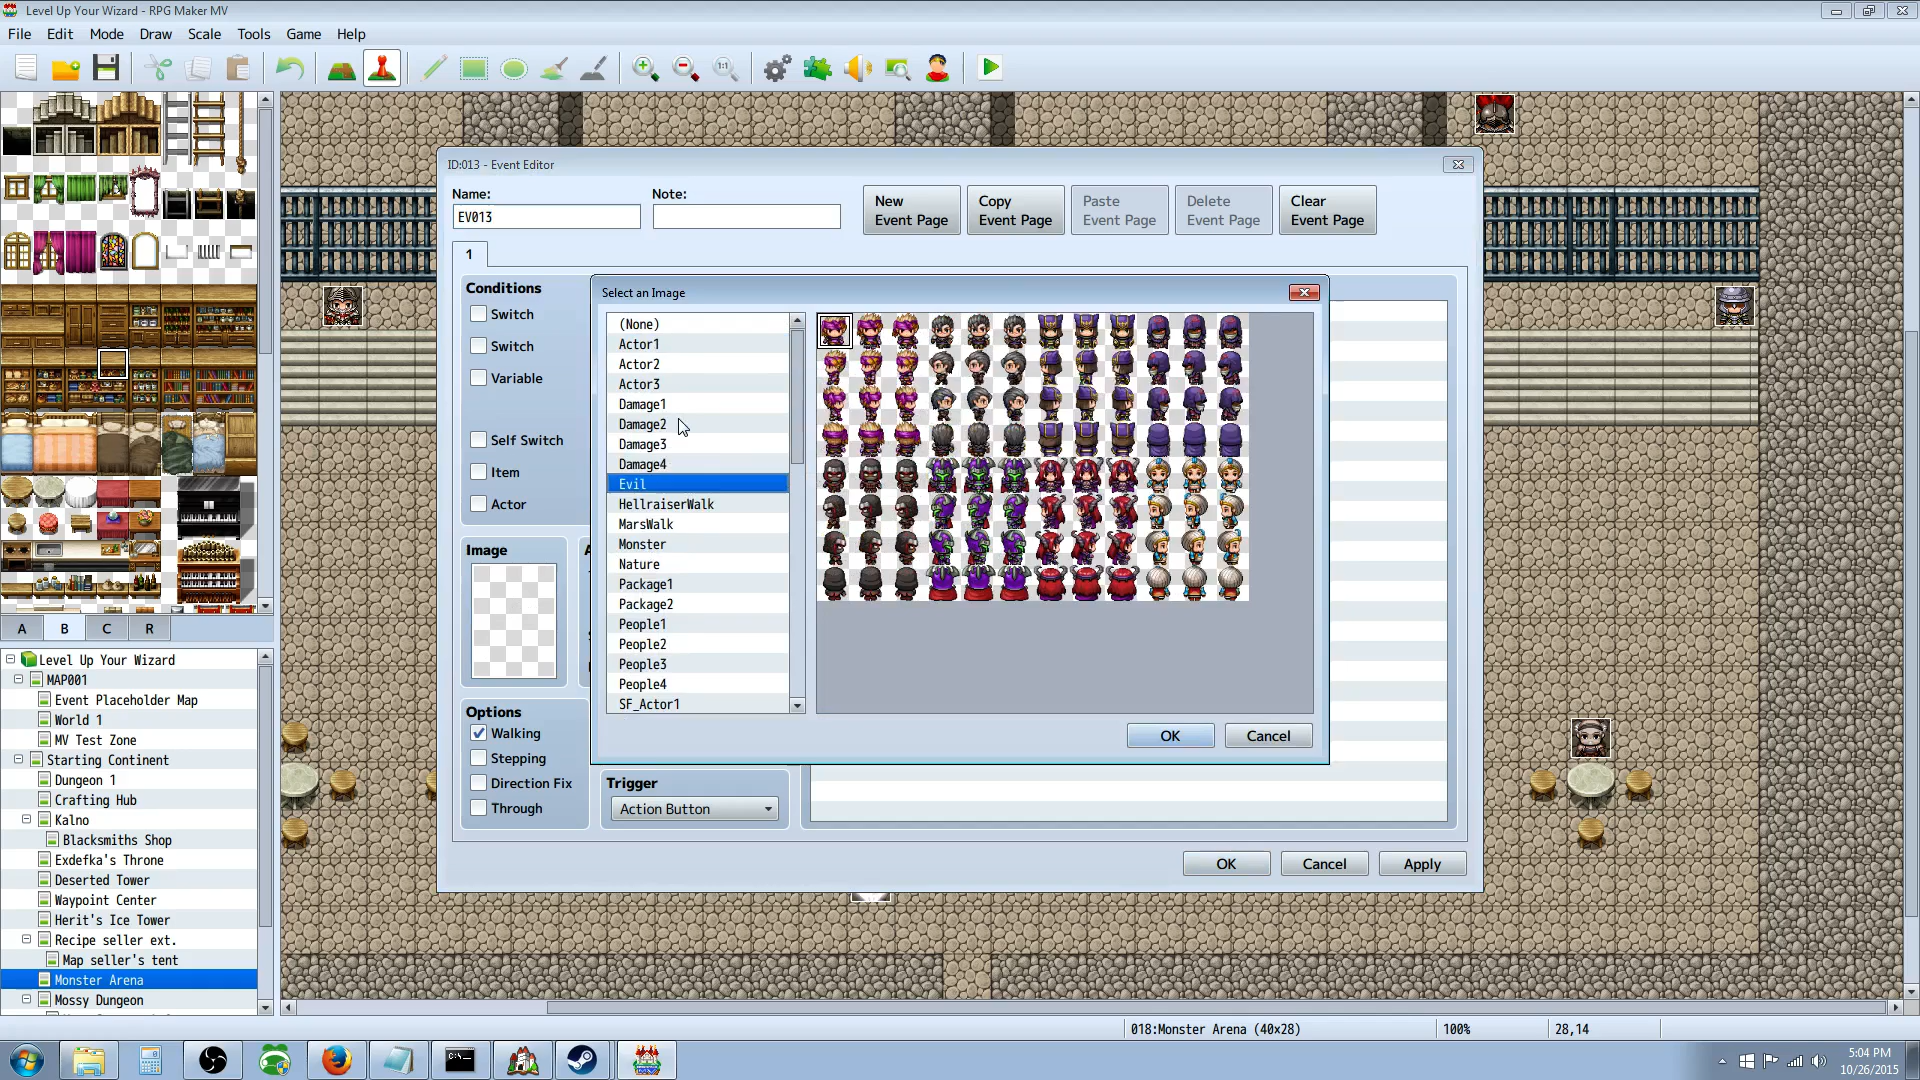 Level Up Your Wizard - RPG Maker MV
File Edit Mode Draw Scale Tools Game Help
1:1
ID:013 - Event Editor
Name: Note:
EV013
New Event Page
Copy Event Page
Paste Event Page
Delete Event Page
Clear Event Page
1
Conditions
Switch
Switch
Variable
Self Switch
Item
Actor
Image
Options
Walking
Stepping
Direction Fix
Through
Trigger
Action Button
Select an Image
(None)
Actor1
Actor2
Actor3
Damage1
Damage2
Damage3
Damage4
Evil
HellraiserWalk
MarsWalk
Monster
Nature
Package1
Package2
People1
People2
People3
People4
SF_Actor1
OK Cancel
OK Cancel Apply
A B C R
Level Up Your Wizard
MAP001
Event Placeholder Map
World 1
MV Test Zone
Starting Continent
Dungeon 1
Crafting Hub
Kalno
Blacksmiths Shop
Exdefka's Throne
Deserted Tower
Waypoint Center
Herit's Ice Tower
Recipe seller ext.
Map seller's tent
Monster Arena
Mossy Dungeon
018:Monster Arena (40x28) 100% 28,14
5:04 PM
10/26/2015